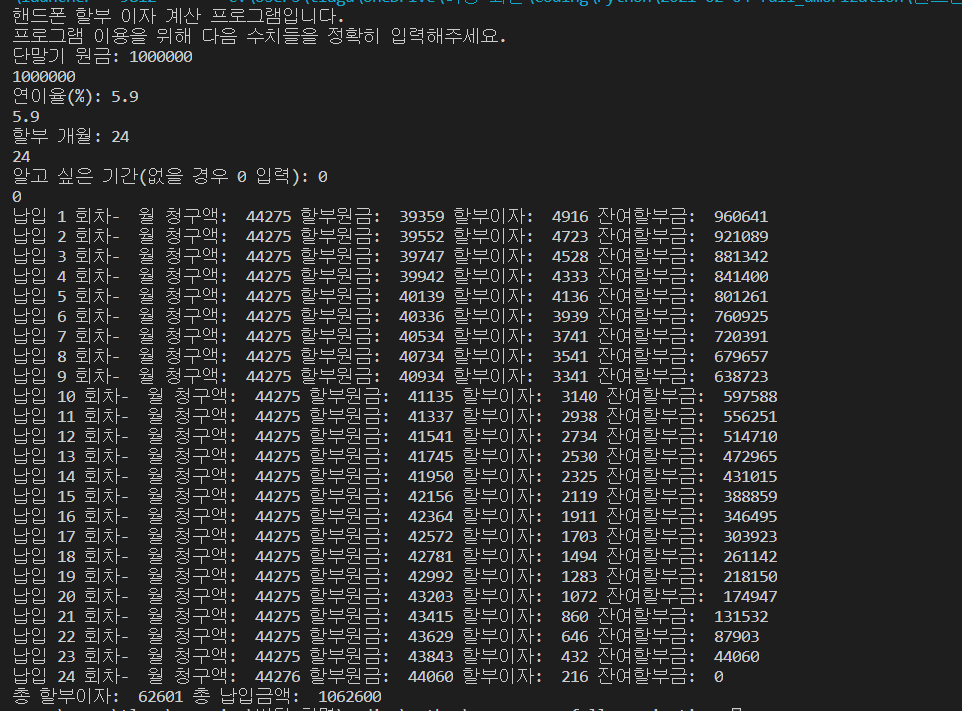 핸드폰 할부 이자 계산 프로그램입니다.
프로그램 이용을 위해 다음 수치들을 정확히 입력해주세요.
단말기 원금: 1000000
1000000
연이율(%): 5.9
5.9
할부 개월: 24
24
알고 싶은 기간(없을 경우 0 입력): 0
0
납입 1 회차-  월 청구액:  44275 할부원금:  39359 할부이자:  4916 잔여할부금:  960641
납입 2 회차-  월 청구액:  44275 할부원금:  39552 할부이자:  4723 잔여할부금:  921089
납입 3 회차-  월 청구액:  44275 할부원금:  39747 할부이자:  4528 잔여할부금:  881342
납입 4 회차-  월 청구액:  44275 할부원금:  39942 할부이자:  4333 잔여할부금:  841400
납입 5 회차-  월 청구액:  44275 할부원금:  40139 할부이자:  4136 잔여할부금:  801261
납입 6 회차-  월 청구액:  44275 할부원금:  40336 할부이자:  3939 잔여할부금:  760925
납입 7 회차-  월 청구액:  44275 할부원금:  40534 할부이자:  3741 잔여할부금:  720391
납입 8 회차-  월 청구액:  44275 할부원금:  40734 할부이자:  3541 잔여할부금:  679657
납입 9 회차-  월 청구액:  44275 할부원금:  40934 할부이자:  3341 잔여할부금:  638723
납입 10 회차-  월 청구액:  44275 할부원금:  41135 할부이자:  3140 잔여할부금:  597588
납입 11 회차-  월 청구액:  44275 할부원금:  41337 할부이자:  2938 잔여할부금:  556251
납입 12 회차-  월 청구액:  44275 할부원금:  41541 할부이자:  2734 잔여할부금:  514710
납입 13 회차-  월 청구액:  44275 할부원금:  41745 할부이자:  2530 잔여할부금:  472965
납입 14 회차-  월 청구액:  44275 할부원금:  41950 할부이자:  2325 잔여할부금:  431015
납입 15 회차-  월 청구액:  44275 할부원금:  42156 할부이자:  2119 잔여할부금:  388859
납입 16 회차-  월 청구액:  44275 할부원금:  42364 할부이자:  1911 잔여할부금:  346495
납입 17 회차-  월 청구액:  44275 할부원금:  42572 할부이자:  1703 잔여할부금:  303923
납입 18 회차-  월 청구액:  44275 할부원금:  42781 할부이자:  1494 잔여할부금:  261142
납입 19 회차-  월 청구액:  44275 할부원금:  42992 할부이자:  1283 잔여할부금:  218150
납입 20 회차-  월 청구액:  44275 할부원금:  43203 할부이자:  1072 잔여할부금:  174947
납입 21 회차-  월 청구액:  44275 할부원금:  43415 할부이자:  860 잔여할부금:  131532
납입 22 회차-  월 청구액:  44275 할부원금:  43629 할부이자:  646 잔여할부금:  87903
납입 23 회차-  월 청구액:  44275 할부원금:  43843 할부이자:  432 잔여할부금:  44060
납입 24 회차-  월 청구액:  44276 할부원금:  44060 할부이자:  216 잔여할부금:  0
총 할부이자:  62601 총 납입금액:  1062600